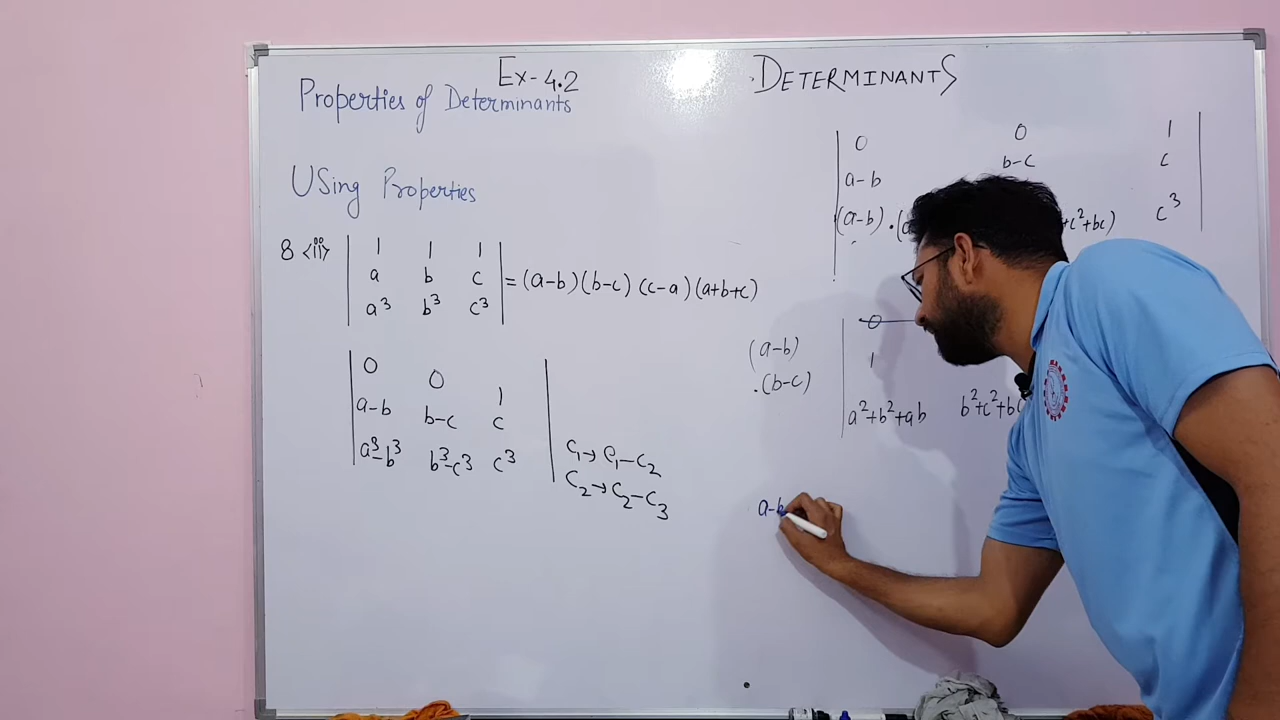 Ex-4.2
Properties of Determinants
Using Properties
8 <ii> | 1 1 1 |
| a b c | = (a-b)(b-c)(c-a)(a+b+c)
| a³ b³ c³ |
| 0 0 1 |
| a-b b-c c |
| a³-b³ b³-c³ c³ |
C₁→C₁-C₂
C₂→C₂-C₃
DETERMINANTS
| 0 0 1 |
| a-b b-c c |
(a-b)•(a +c²+bc) c³ |
(a-b) | 0
.(b-c) | 1
| a²+b²+ab b²+c²+bc
a-b